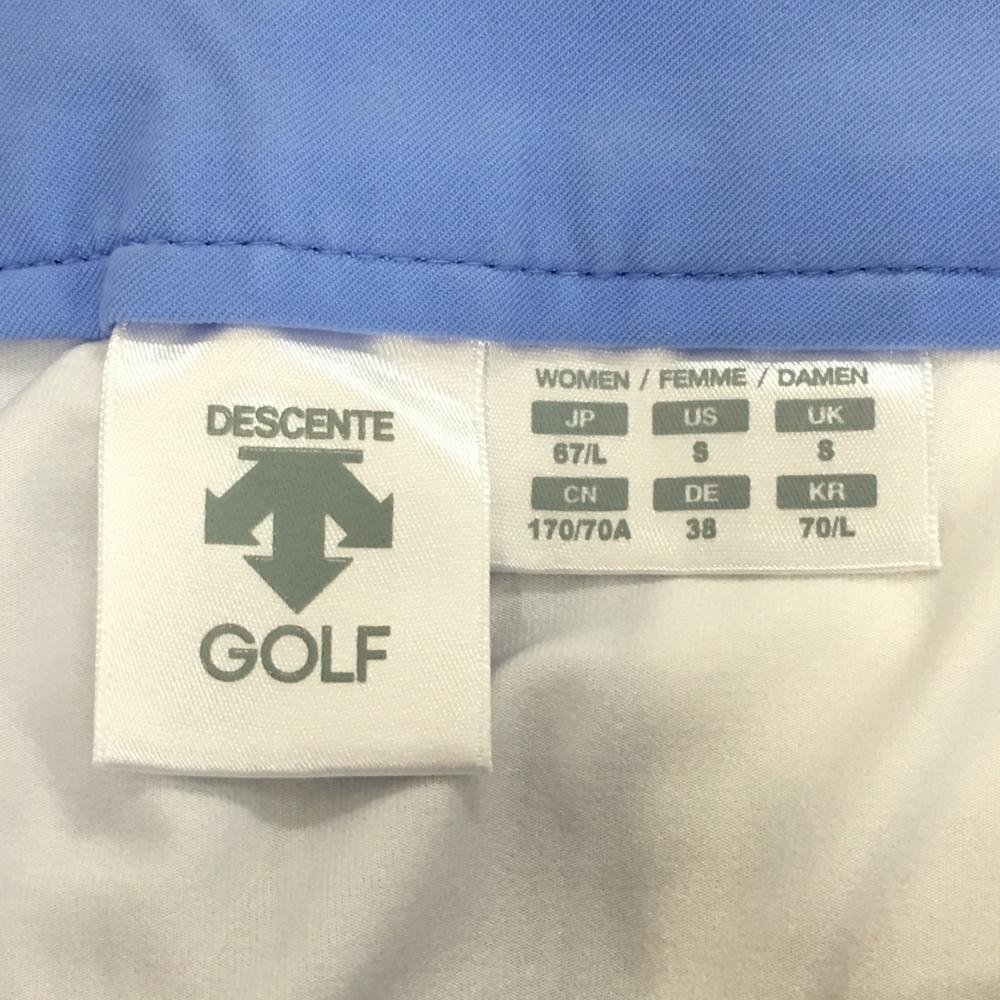 DESCENTE
GOLF
WOMEN / FEMME / DAMEN
JP US UK
67/L S S
CN DE KR
170/70A 38 70/L